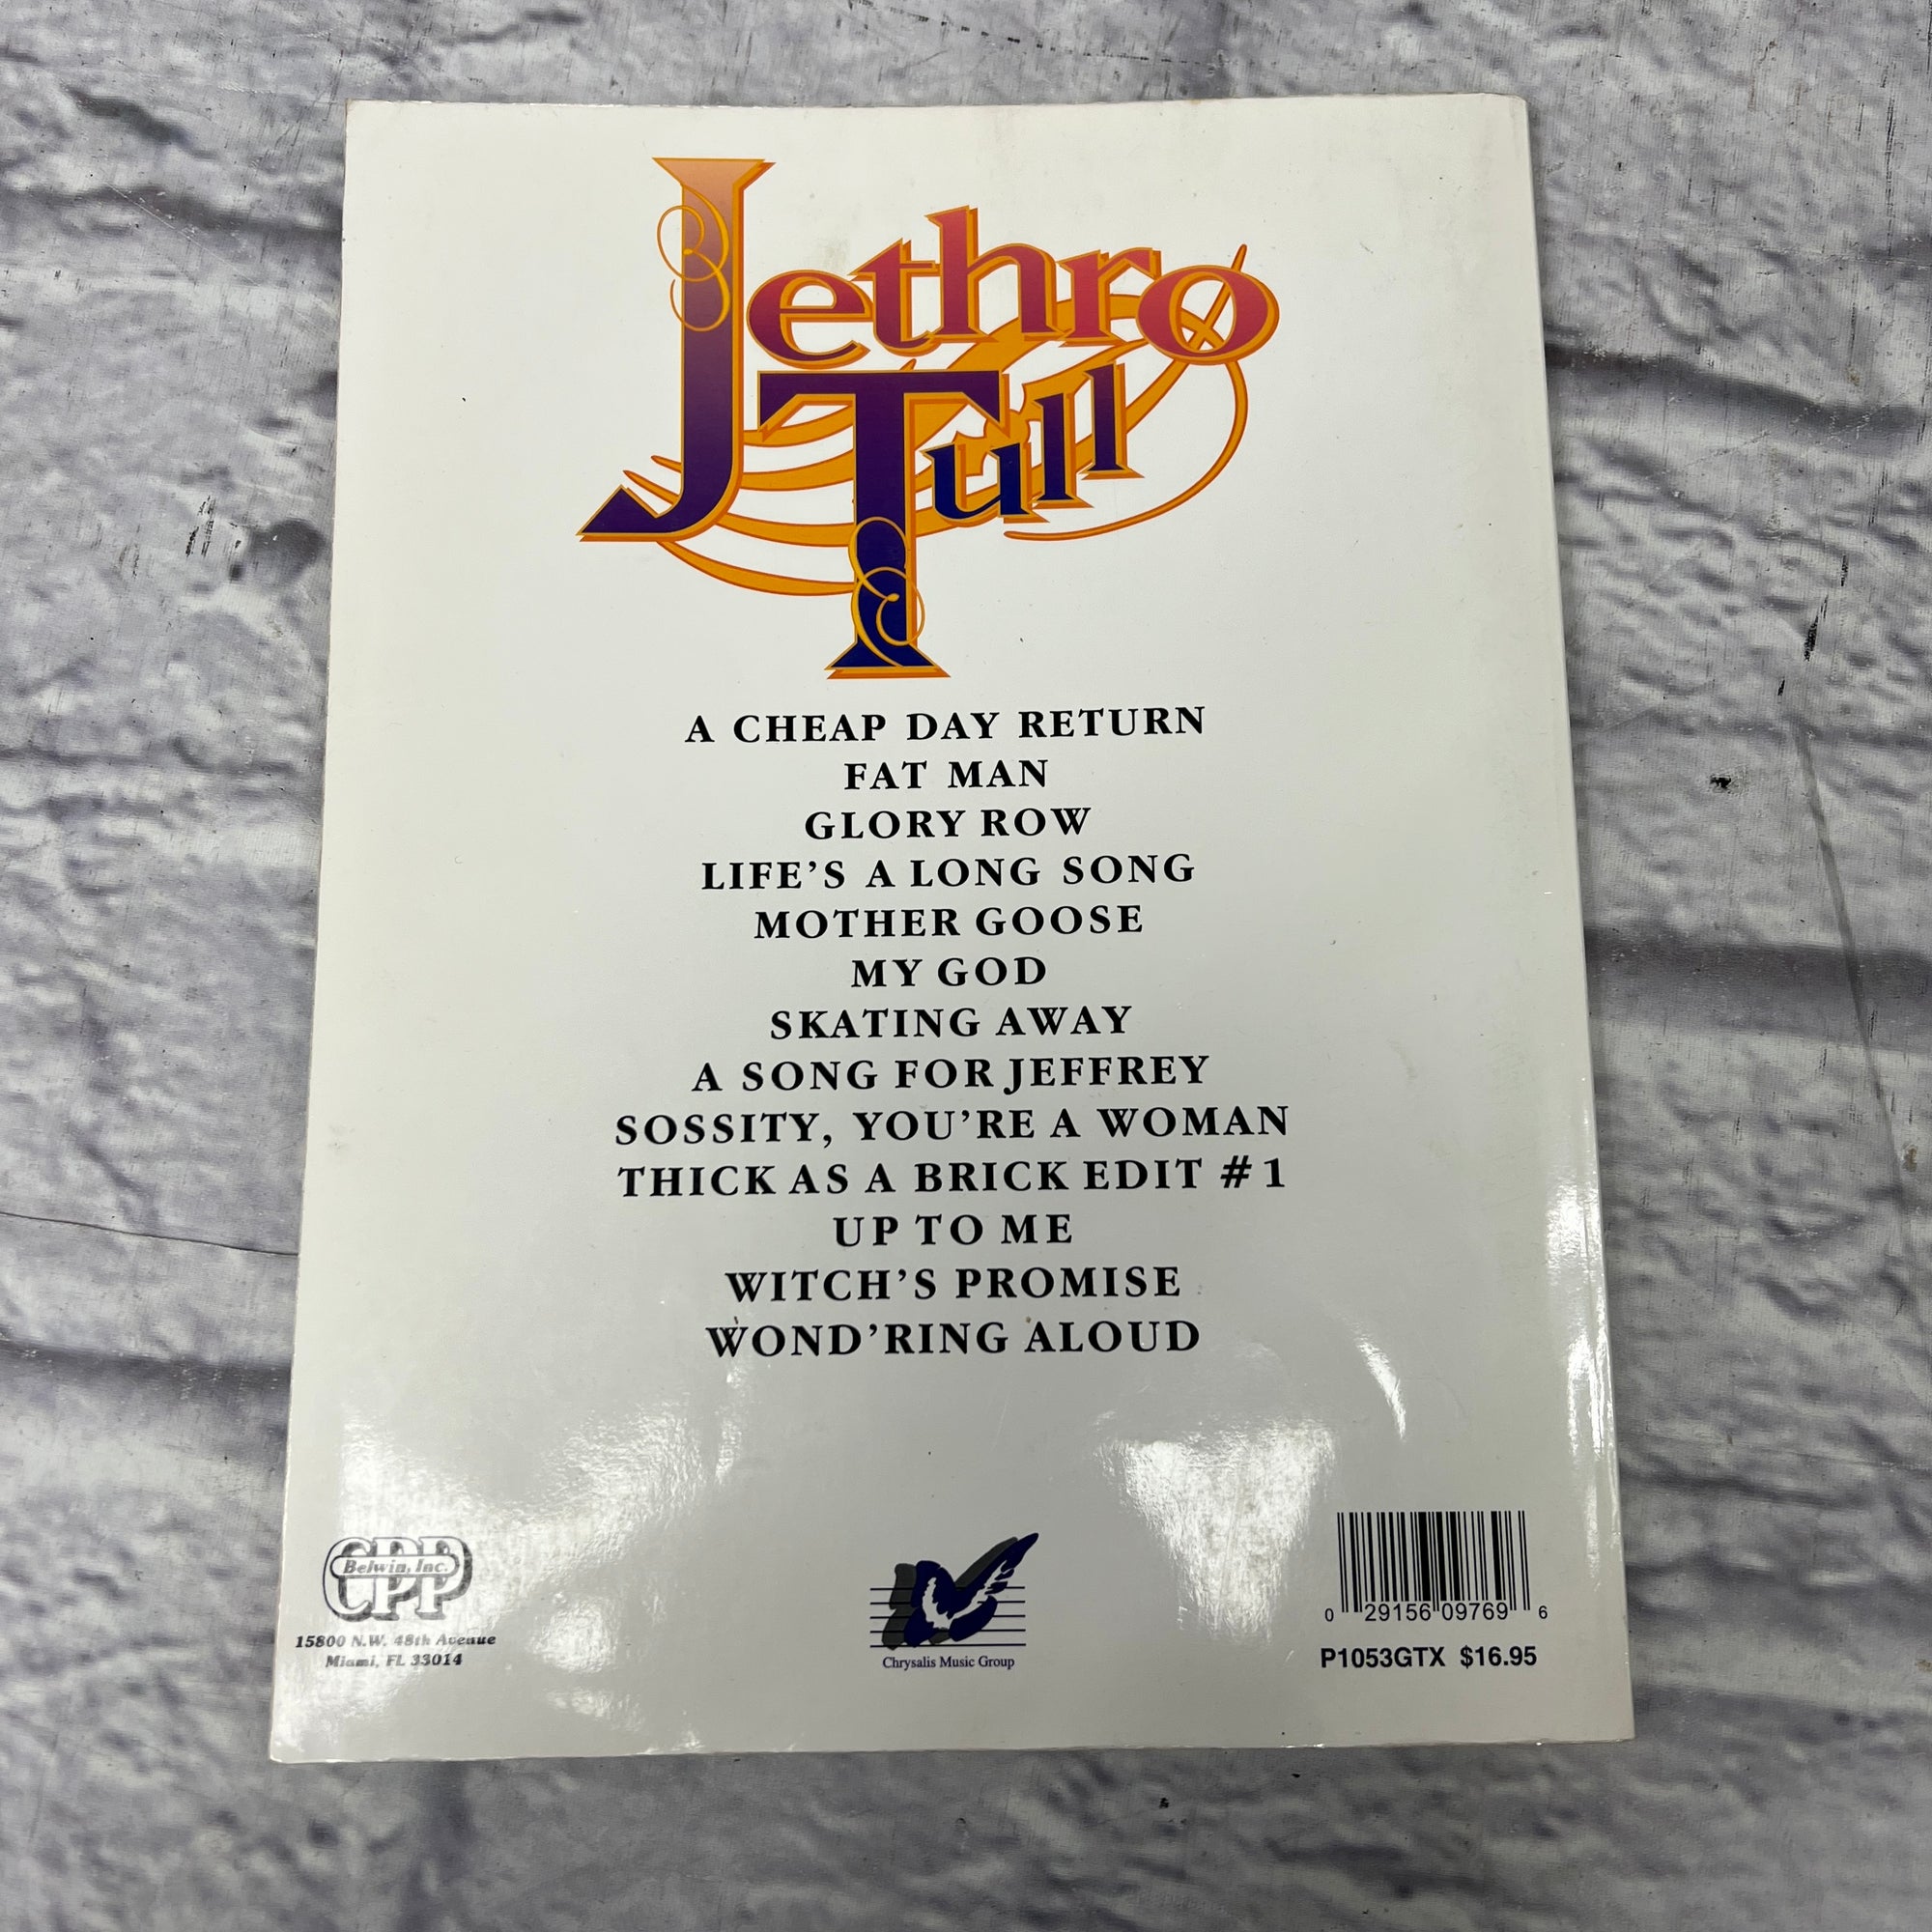 Jethro
Tull
A CHEAP DAY RETURN
FAT MAN
GLORY ROW
LIFE'S A LONG SONG
MOTHER GOOSE
MY GOD
SKATING AWAY
A SONG FOR JEFFREY
SOSSITY, YOU'RE A WOMAN
THICK AS A BRICK EDIT #1
UP TO ME
WITCH'S PROMISE
WOND'RING ALOUD
CPP
Belwin, Inc.
15800 N.W. 48th Avenue
Miami, FL 33014
Chrysalis Music Group
0 29156 09769 6
P1053GTX $16.95